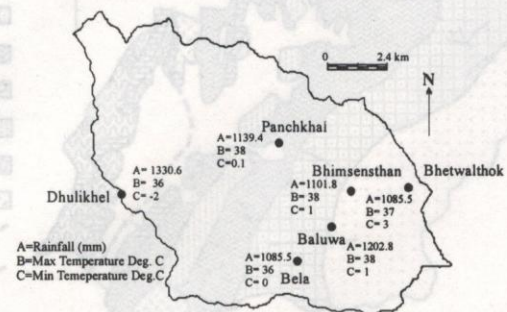 0 2.4 km
N
Panchkhai
A=1139.4
B= 38
C=0.1
Bhimsensthan
Bhetwalthok
A= 1330.6
B= 36
C= -2
Dhulikhel
A=1101.8
B= 38
C= 1
A=1085.5
B= 37
C= 3
Baluwa
A=1202.8
B= 38
C= 1
A=1085.5
B= 36
C= 0
Bela
A=Rainfall (mm)
B=Max Temperature Deg. C
C=Min Temeperature Deg.C